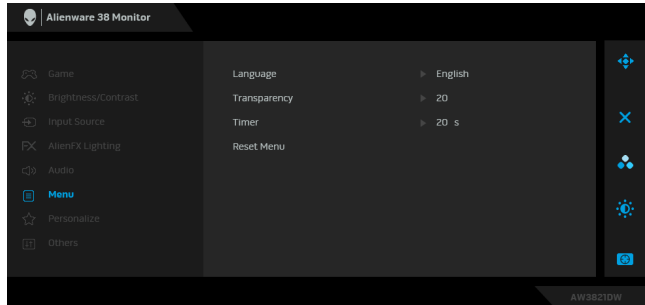 Alienware 38 Monitor
Game
Brightness/Contrast
Input Source
AlienFX Lighting
Audio
Menu
Personalize
Others
Language English
Transparency 20
Timer 20 s
Reset Menu
AW3821DW